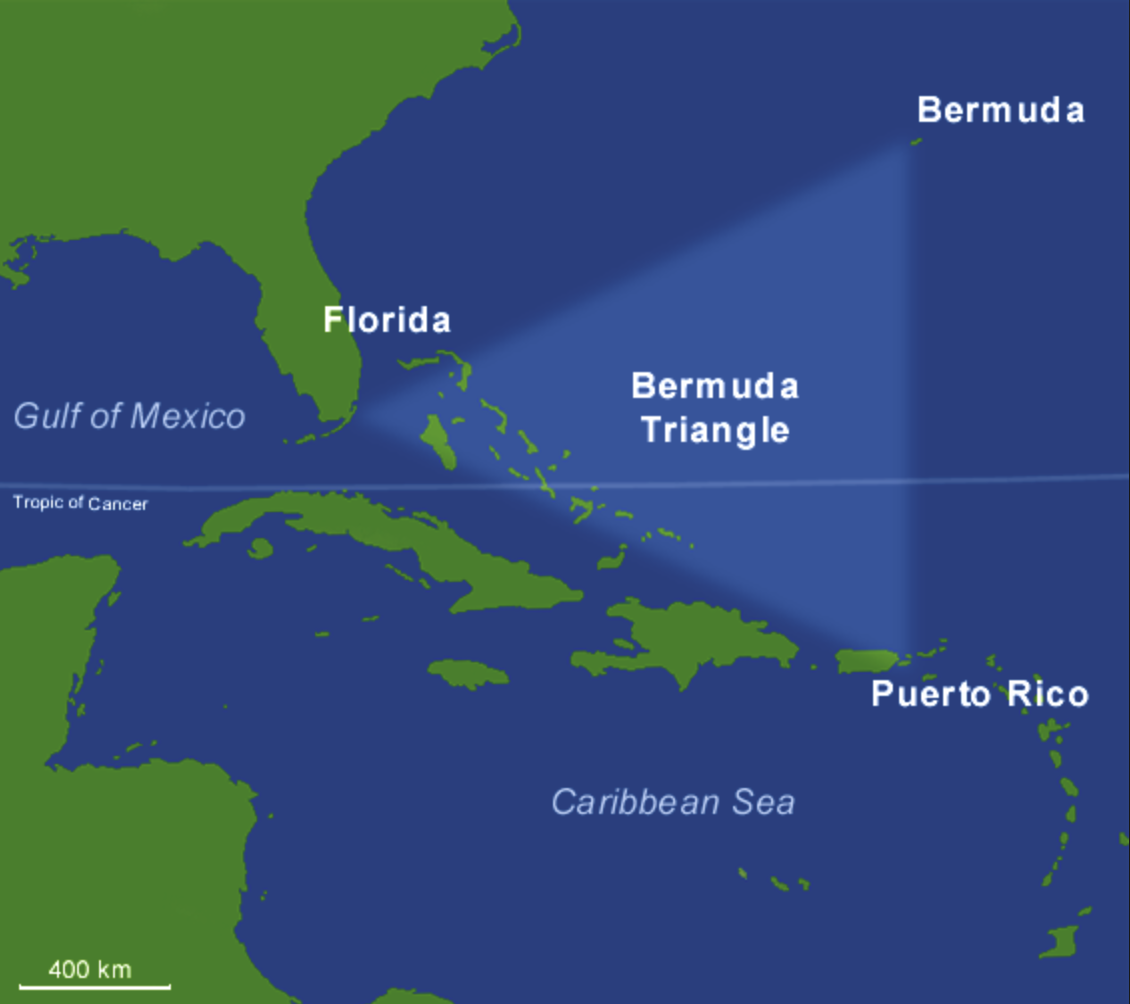 Bermuda
Florida
Bermuda
Triangle
Gulf of Mexico
Tropic of Cancer
Puerto Rico
Caribbean Sea
400 km